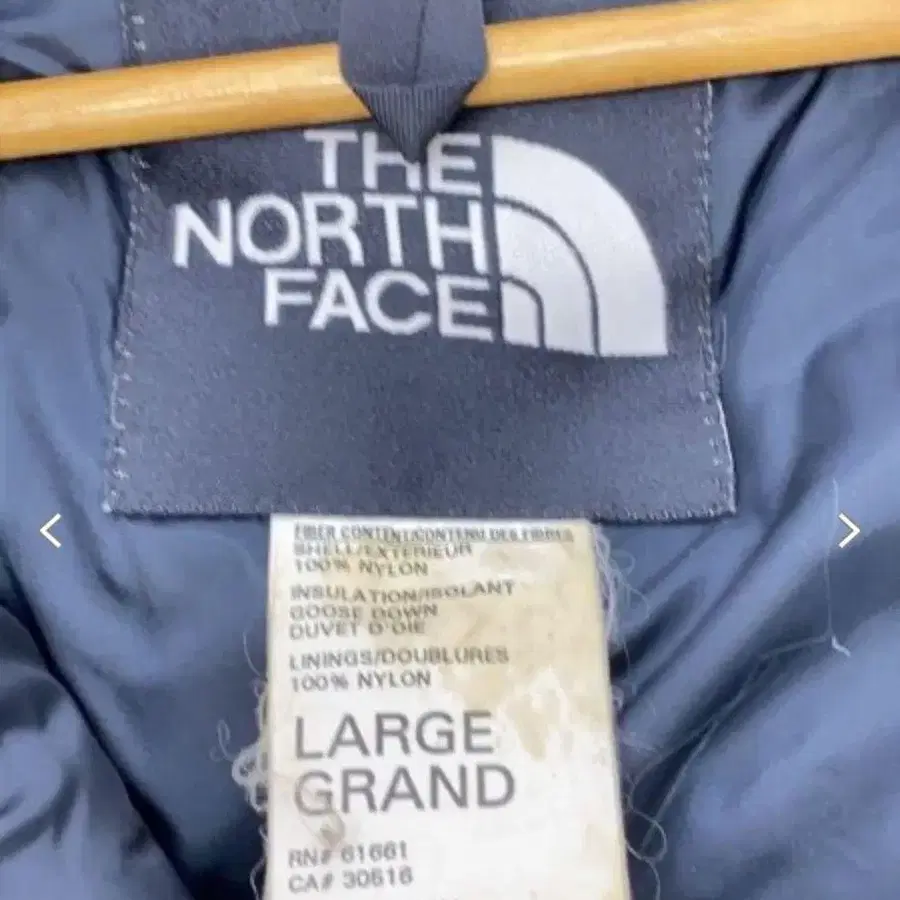 THE
NORTH
FACE
FIBER CONTENT/CONTENU DES FIBRES
SHELL/EXTERIEUR
100% NYLON
INSULATION/ISOLANT
GOOSE DOWN
DUVET D'OIE
LININGS/DOUBLURES
100% NYLON
LARGE
GRAND
RN# 61661
CA# 30516